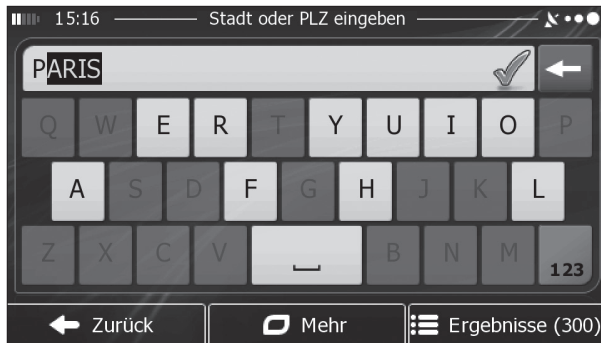 15:16 Stadt oder PLZ eingeben
PARIS
Q W E R T Y U I O P
A S D F G H J K L
Z X C V B N M 123
Zurück Mehr Ergebnisse (300)